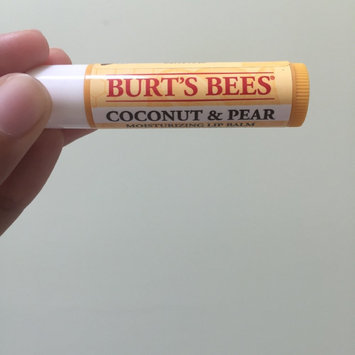 BURT'S BEES®
COCONUT & PEAR
MOISTURIZING LIP BALM